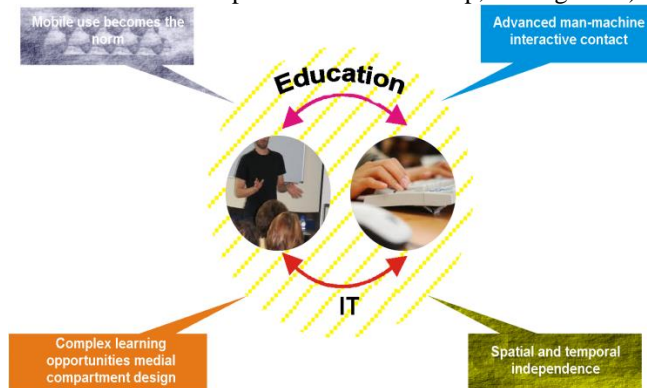 Mobile use becomes the
norm
Advanced man-machine
interactive contact
Education
IT
Complex learning
opportunities medial
compartment design
Spatial and temporal
independence